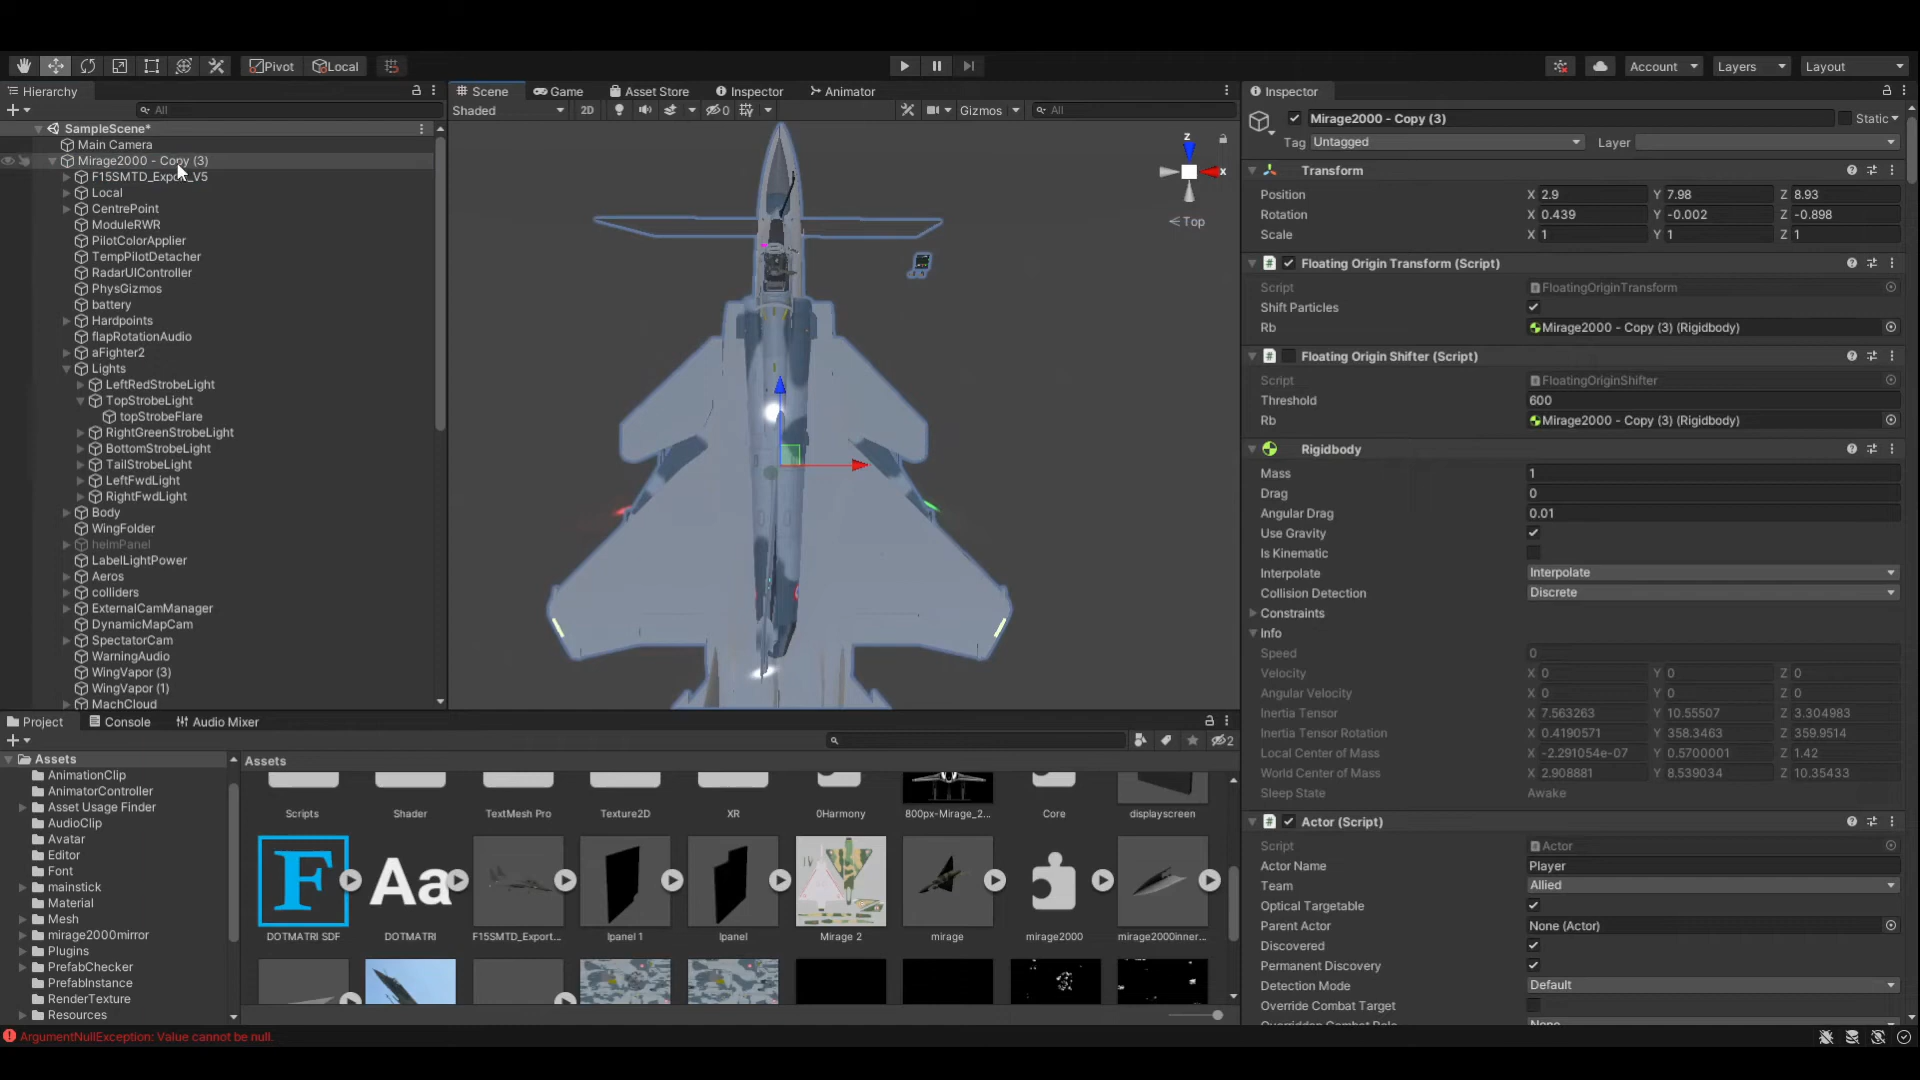 Pivot
Local
Account
Layers
Layout
Hierarchy
Scene
Game
Asset Store
Inspector
Animator
Inspector
All
Shaded
2D
0
Gizmos
All
Mirage2000 - Copy (3)
Static
Tag
Untagged
Layer
SampleScene*
Main Camera
Mirage2000 - Copy (3)
F15SMTD_Export_V5
Local
CentrePoint
ModuleRWR
PilotColorApplier
TempPilotDetacher
RadarUIController
PhysGizmos
battery
Hardpoints
flapRotationAudio
aFighter2
Lights
LeftRedStrobeLight
TopStrobeLight
topStrobeFlare
RightGreenStrobeLight
BottomStrobeLight
TailStrobeLight
LeftFwdLight
RightFwdLight
Body
WingFolder
helmPanel
LabelLightPower
Aeros
colliders
ExternalCamManager
DynamicMapCam
SpectatorCam
WarningAudio
WingVapor (3)
WingVapor (1)
MachCloud
z
x
Top
Transform
Position X 2.9 Y 7.98 Z 8.93
Rotation X 0.439 Y -0.002 Z -0.898
Scale X 1 Y 1 Z 1
Floating Origin Transform (Script)
Script FloatingOriginTransform
Shift Particles
Rb Mirage2000 - Copy (3) (Rigidbody)
Floating Origin Shifter (Script)
Script FloatingOriginShifter
Threshold 600
Rb Mirage2000 - Copy (3) (Rigidbody)
Rigidbody
Mass 1
Drag 0
Angular Drag 0.01
Use Gravity
Is Kinematic
Interpolate Interpolate
Collision Detection Discrete
Constraints
Info
Speed 0
Velocity X 0 Y 0 Z 0
Angular Velocity X 0 Y 0 Z 0
Inertia Tensor X 7.563263 Y 10.55507 Z 3.304983
Inertia Tensor Rotation X 0.4190571 Y 358.3463 Z 359.9514
Local Center of Mass X -2.291054e-07 Y 0.5700001 Z 1.42
World Center of Mass X 2.908881 Y 8.539034 Z 10.35433
Sleep State Awake
Actor (Script)
Script Actor
Actor Name Player
Team Allied
Optical Targetable
Parent Actor None (Actor)
Discovered
Permanent Discovery
Detection Mode Default
Override Combat Target
Project
Console
Audio Mixer
2
Assets
AnimationClip
AnimatorController
Asset Usage Finder
AudioClip
Avatar
Editor
Font
mainstick
Material
Mesh
mirage2000mirror
Plugins
PrefabChecker
PrefabInstance
RenderTexture
Resources
Assets
Scripts
Shader
TextMesh Pro
Texture2D
XR
0Harmony
800px-Mirage_2...
Core
displayscreen
F
Aa
DOTMATRI SDF
DOTMATRI
F15SMTD_Export...
lpanel 1
lpanel
Mirage 2
mirage
mirage2000
mirage2000inner...
ArgumentNullException: Value cannot be null.